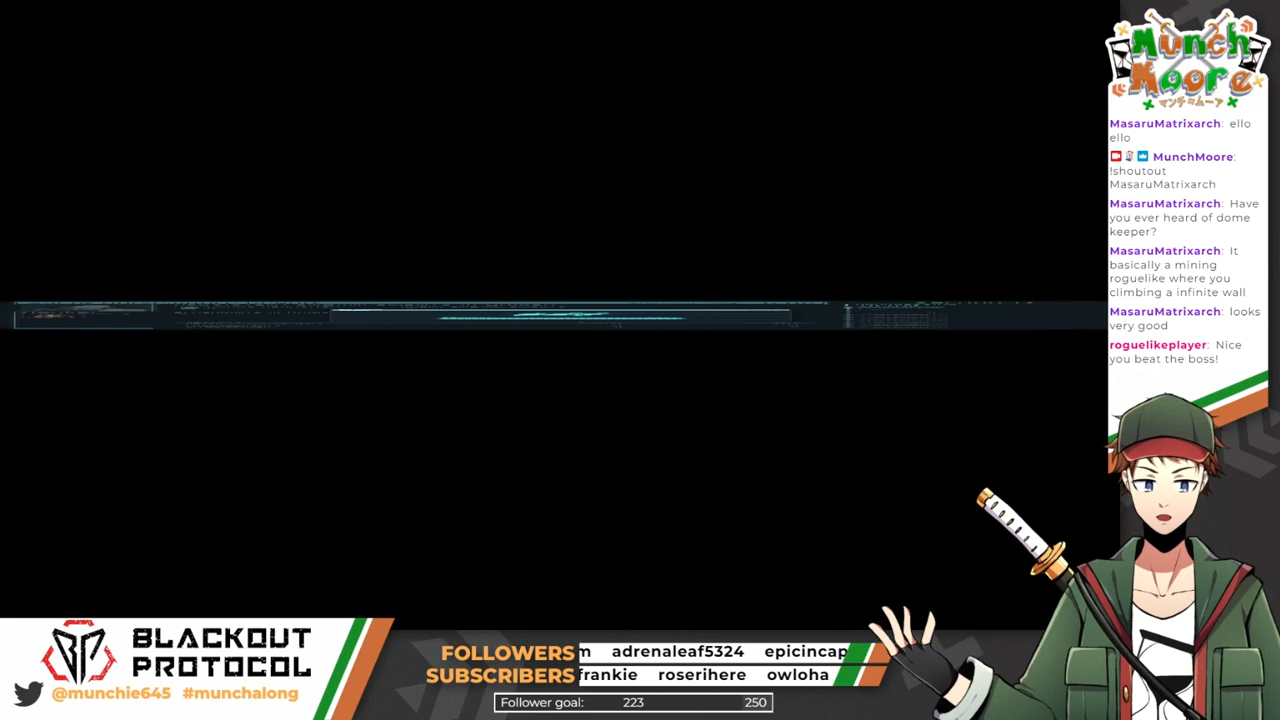 Munch
Moore
マンチ・ムーア
MasaruMatrixarch: ello
ello
MunchMoore:
!shoutout
MasaruMatrixarch
MasaruMatrixarch: Have
you ever heard of dome
keeper?
MasaruMatrixarch: It
basically a mining
roguelike where you
climbing a infinite wall
MasaruMatrixarch: looks
very good
roguelikeplayer: Nice
you beat the boss!
BLACKOUT
PROTOCOL
@munchie645 #munchalong
FOLLOWERS m adrenaleaf5324 epicincap
SUBSCRIBERS frankie roserihere owloha
Follower goal: 223 250